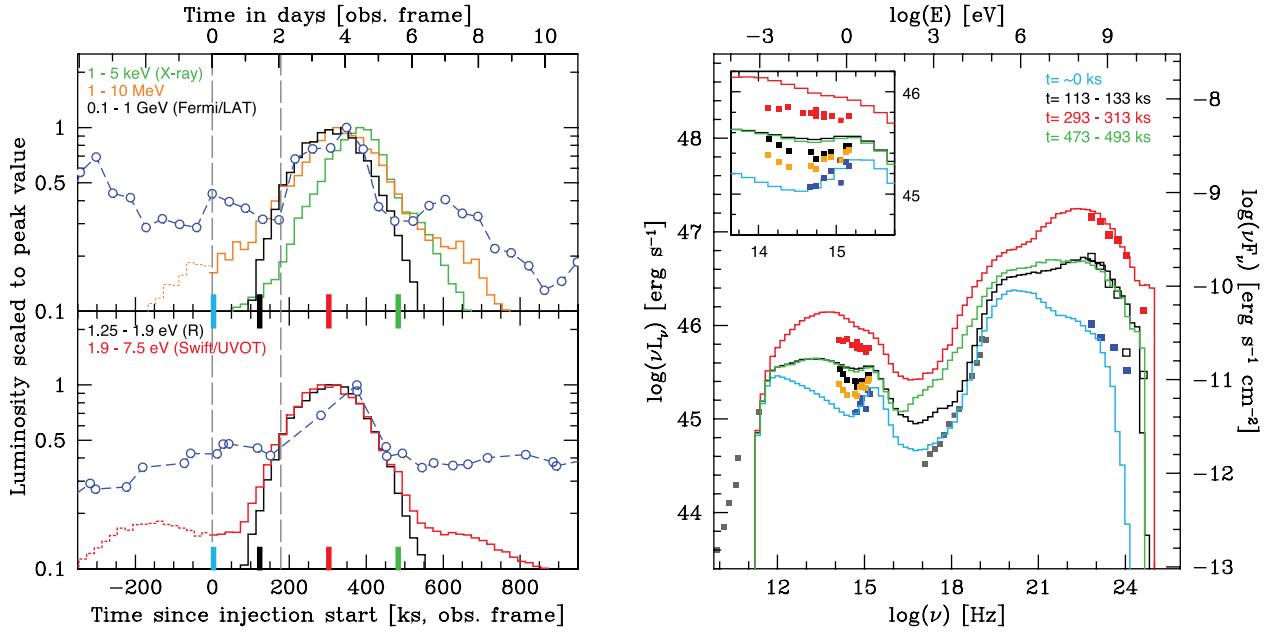 Time in days [obs. frame]
0 2 4 6 8 10
Luminosity scaled to peak value
1 - 5 keV (X-ray)
1 - 10 MeV
0.1 - 1 GeV (Fermi/LAT)
1
0.5
0.1
1.25 - 1.9 eV (R)
1.9 - 7.5 eV (Swift/UVOT)
1
0.5
0.1
−200 0 200 400 600 800
Time since injection start [ks, obs. frame]
log(E) [eV]
−3 0 3 6 9
log(νLν) [erg s⁻¹]
48
47
46
45
44
46
45
14 15
t= ~0 ks
t= 113 - 133 ks
t= 293 - 313 ks
t= 473 - 493 ks
−8
−9
−10
−11
−12
−13
log(νFν) [erg s⁻¹ cm⁻²]
12 15 18 21 24
log(ν) [Hz]